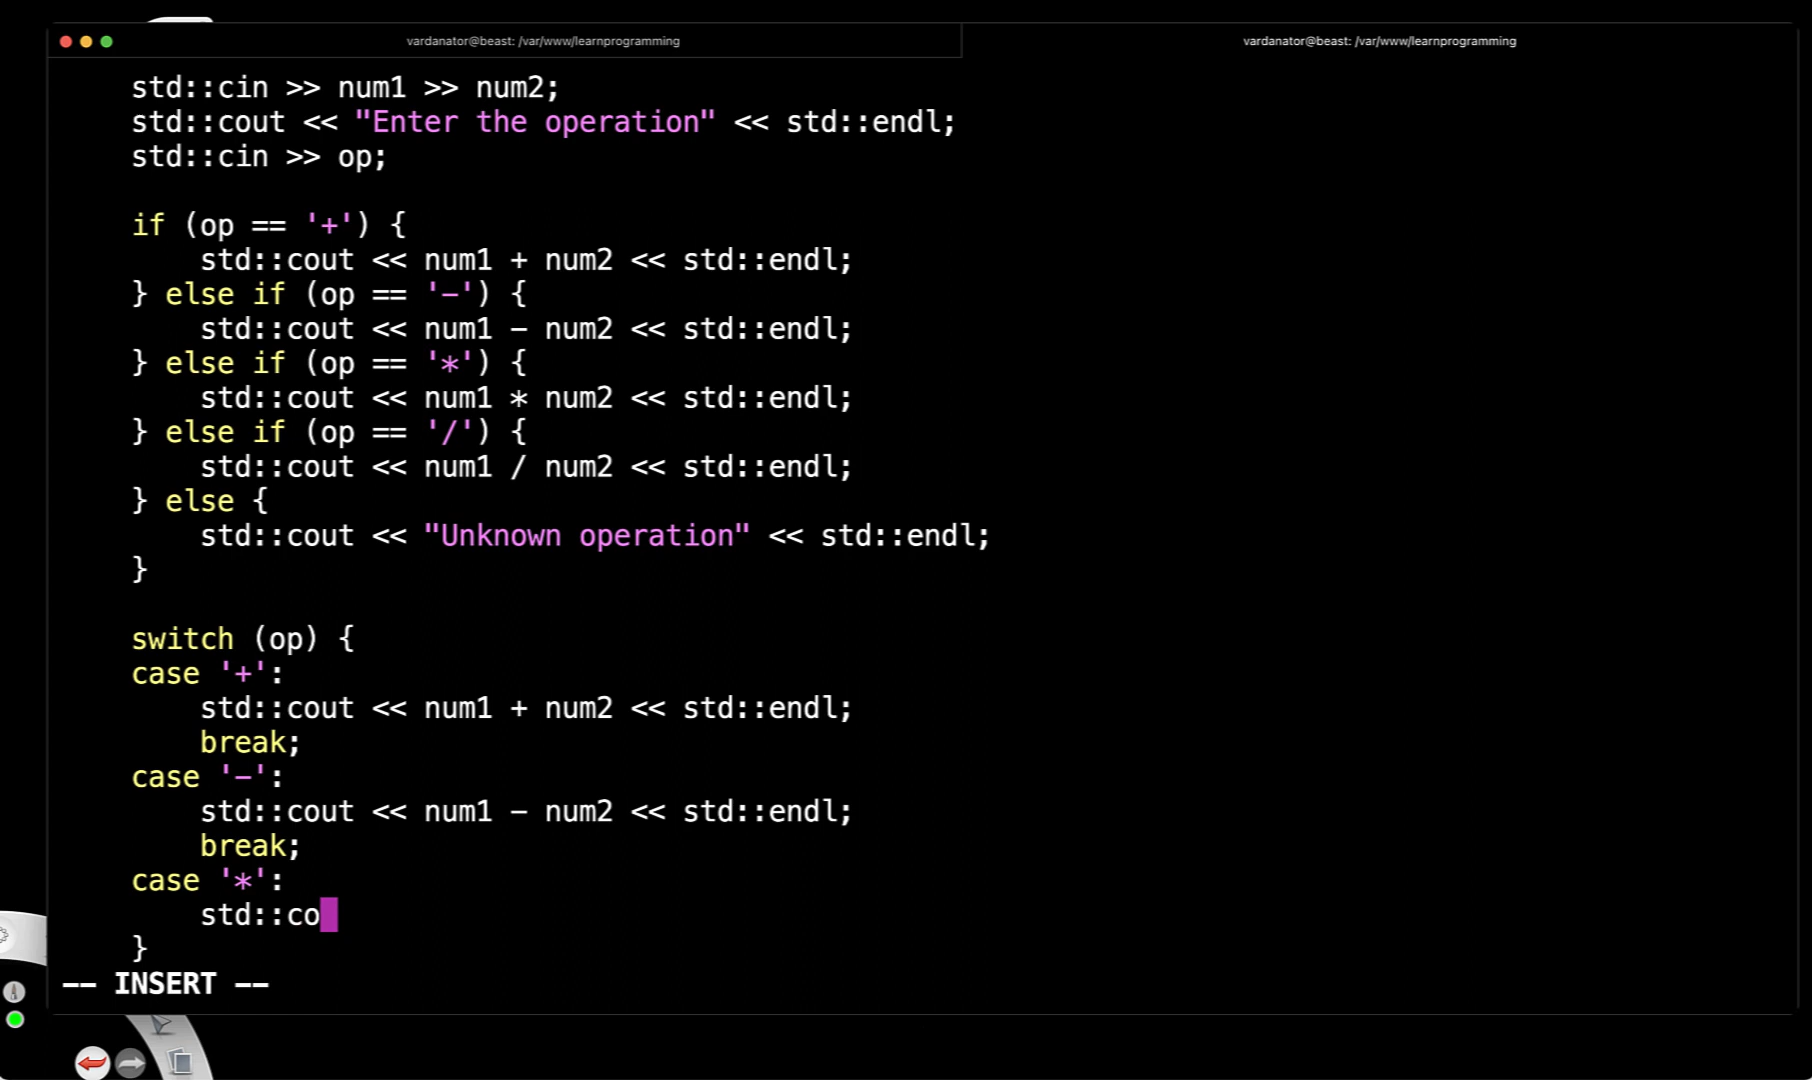 vardanator@beast: /var/www/learnprogramming
vardanator@beast: /var/www/learnprogramming
std::cin >> num1 >> num2;
std::cout << "Enter the operation" << std::endl;
std::cin >> op;
if (op == '+') {
std::cout << num1 + num2 << std::endl;
} else if (op == '-') {
std::cout << num1 - num2 << std::endl;
} else if (op == '*') {
std::cout << num1 * num2 << std::endl;
} else if (op == '/') {
std::cout << num1 / num2 << std::endl;
} else {
std::cout << "Unknown operation" << std::endl;
}
switch (op) {
case '+':
std::cout << num1 + num2 << std::endl;
break;
case '-':
std::cout << num1 - num2 << std::endl;
break;
case '*':
std::co
}
-- INSERT --